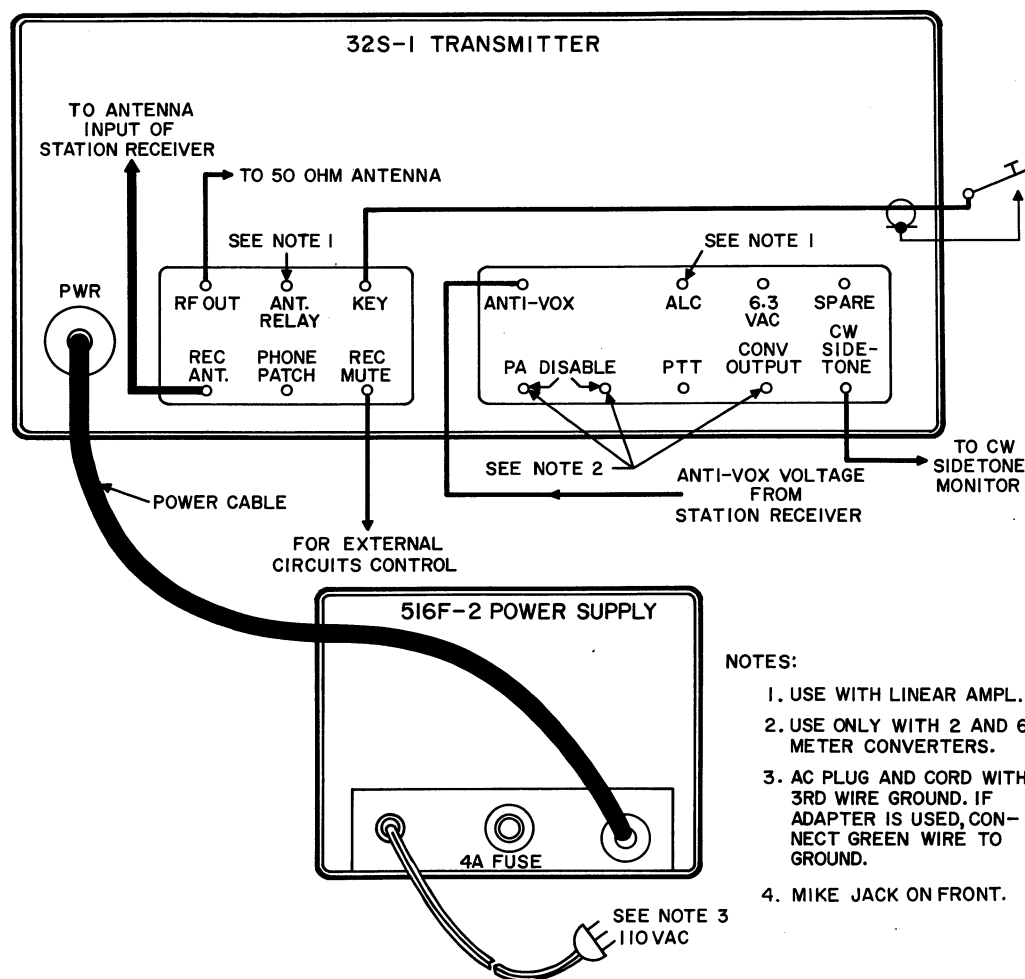 32S-1 TRANSMITTER
TO ANTENNA
INPUT OF
STATION RECEIVER
TO 50 OHM ANTENNA
SEE NOTE 1
SEE NOTE 1
PWR
RF OUT
ANT.
RELAY
KEY
REC
ANT.
PHONE
PATCH
REC
MUTE
ANTI-VOX
ALC
6.3
VAC
SPARE
PA DISABLE
PTT
CONV
OUTPUT
CW
SIDE-
TONE
SEE NOTE 2
ANTI-VOX VOLTAGE
FROM
STATION RECEIVER
TO CW
SIDETONE
MONITOR
POWER CABLE
FOR EXTERNAL
CIRCUITS CONTROL
516F-2 POWER SUPPLY
4A FUSE
SEE NOTE 3
110 VAC
NOTES:
1. USE WITH LINEAR AMPL.
2. USE ONLY WITH 2 AND 6
METER CONVERTERS.
3. AC PLUG AND CORD WITH
3RD WIRE GROUND. IF
ADAPTER IS USED, CON-
NECT GREEN WIRE TO
GROUND.
4. MIKE JACK ON FRONT.